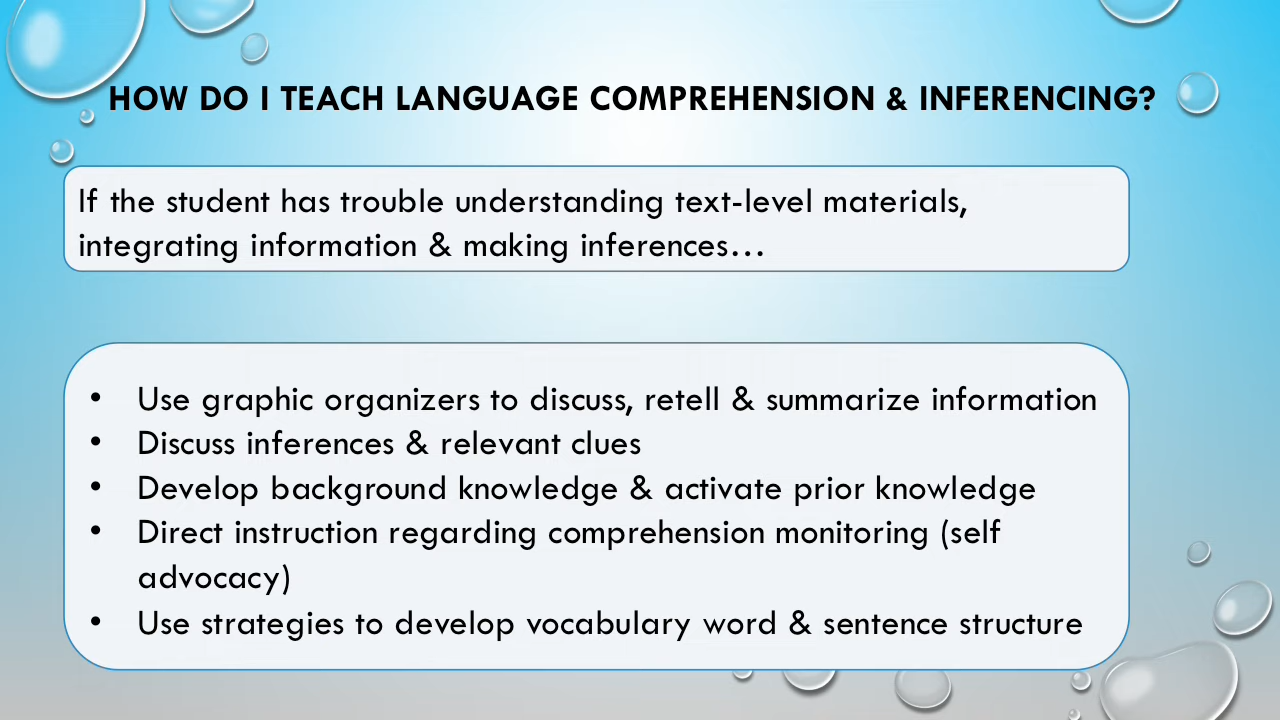 HOW DO I TEACH LANGUAGE COMPREHENSION & INFERENCING?
If the student has trouble understanding text-level materials,
integrating information & making inferences…
• Use graphic organizers to discuss, retell & summarize information
• Discuss inferences & relevant clues
• Develop background knowledge & activate prior knowledge
• Direct instruction regarding comprehension monitoring (self
advocacy)
• Use strategies to develop vocabulary word & sentence structure